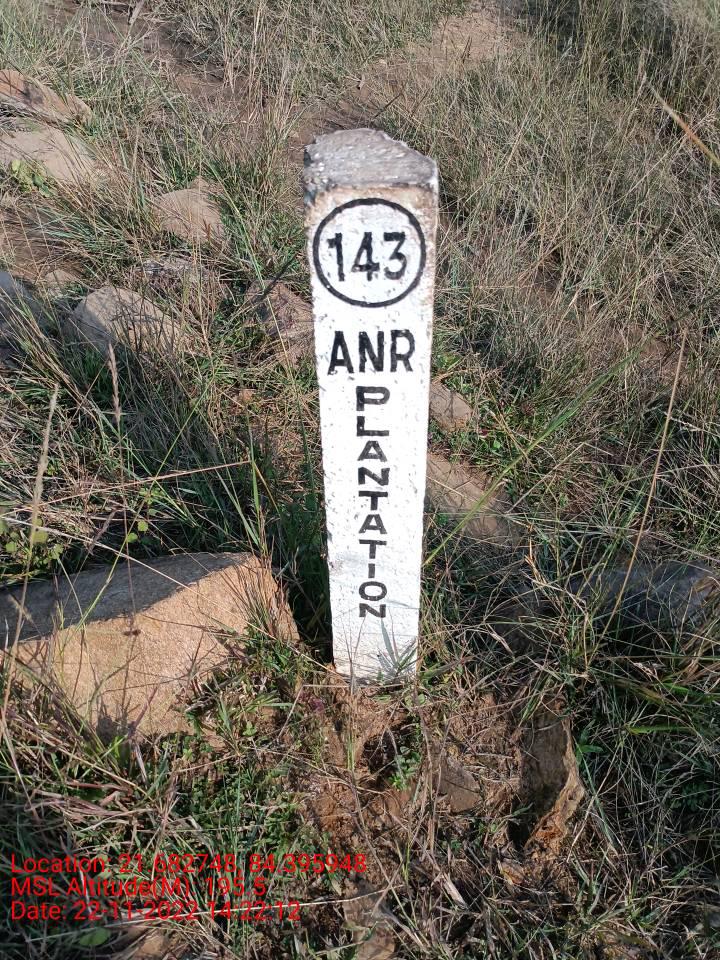 143
ANR
PLANTATION
Location: 21.682748, 84.395948
MSL Altitude(M): 195.5
Date: 22-11-2022 14:22:12